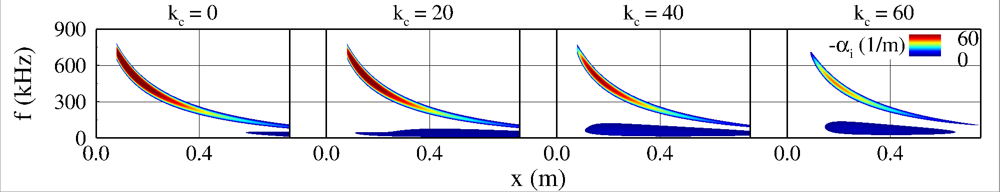 k_c = 0 k_c = 20 k_c = 40 k_c = 60
900
600
300
0
f (kHz)
-α_i (1/m) 60
0
0.0 0.4 0.0 0.4 0.0 0.4 0.0 0.4
x (m)